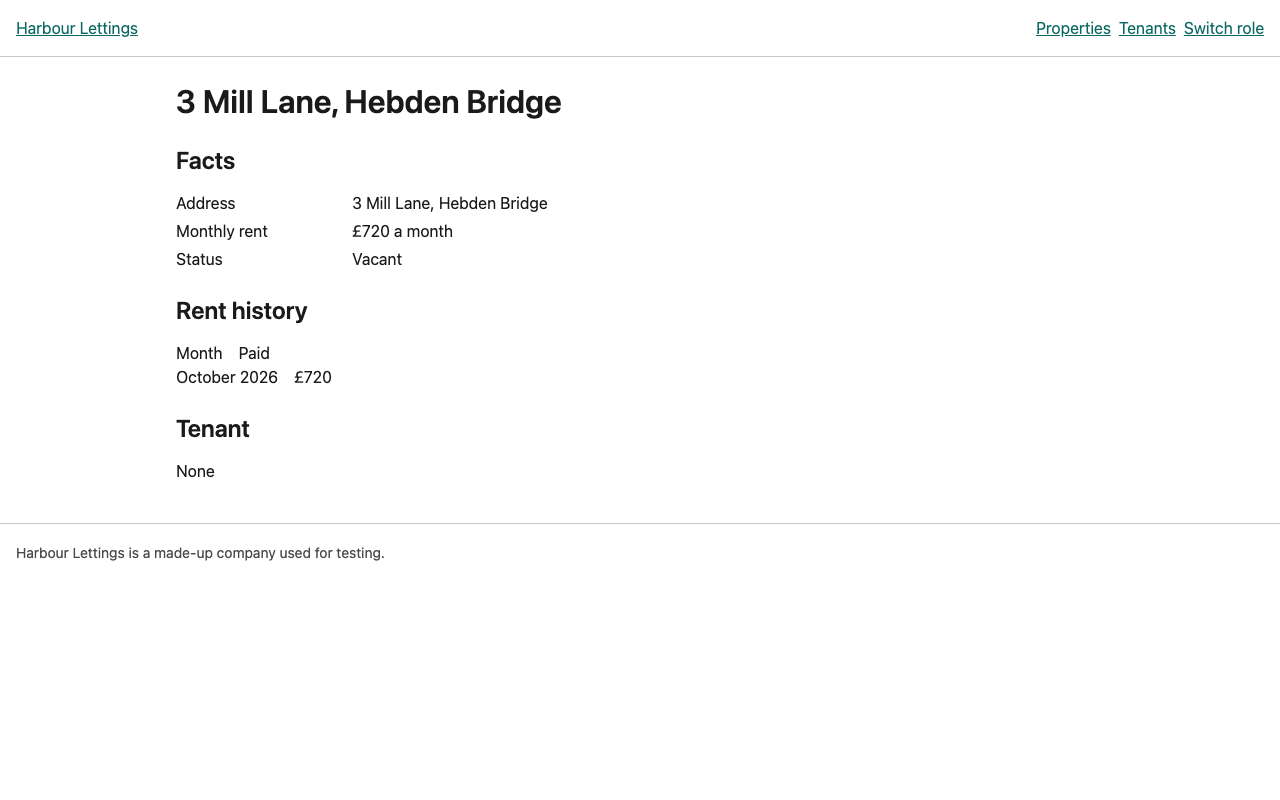 Harbour Lettings
Properties Tenants Switch role
3 Mill Lane, Hebden Bridge
Facts
Address 3 Mill Lane, Hebden Bridge
Monthly rent £720 a month
Status Vacant
Rent history
Month Paid
October 2026 £720
Tenant
None
Harbour Lettings is a made-up company used for testing.